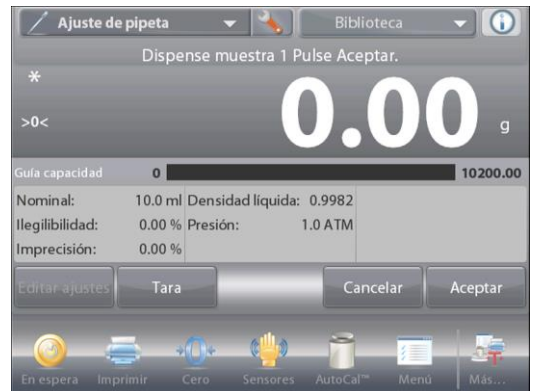 Ajuste de pipeta Biblioteca
Dispense muestra 1 Pulse Aceptar.
*
>0< 0.00 g
Guía capacidad 0 10200.00
Nominal: 10.0 ml Densidad líquida: 0.9982
Ilegibilidad: 0.00 % Presión: 1.0 ATM
Imprecisión: 0.00 %
Editar ajustes Tara Cancelar Aceptar
En espera Imprimir Cero Sensores AutoCal™ Menú Más...